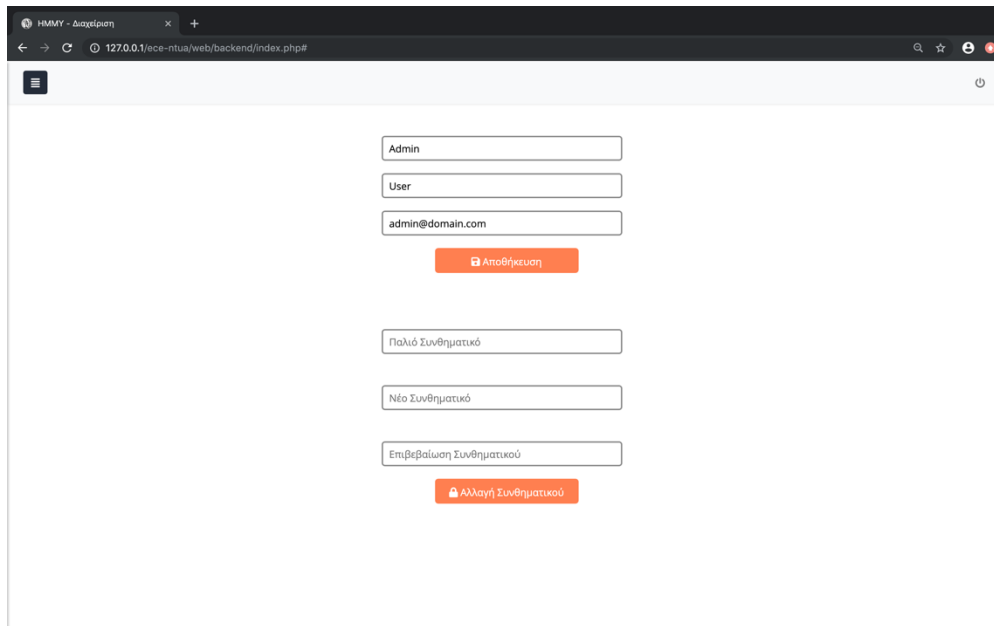 ΗΜΜΥ - Διαχείριση
127.0.0.1/ece-ntua/web/backend/index.php#
Admin
User
admin@domain.com
Αποθήκευση
Παλιό Συνθηματικό
Νέο Συνθηματικό
Επιβεβαίωση Συνθηματικού
Αλλαγή Συνθηματικού